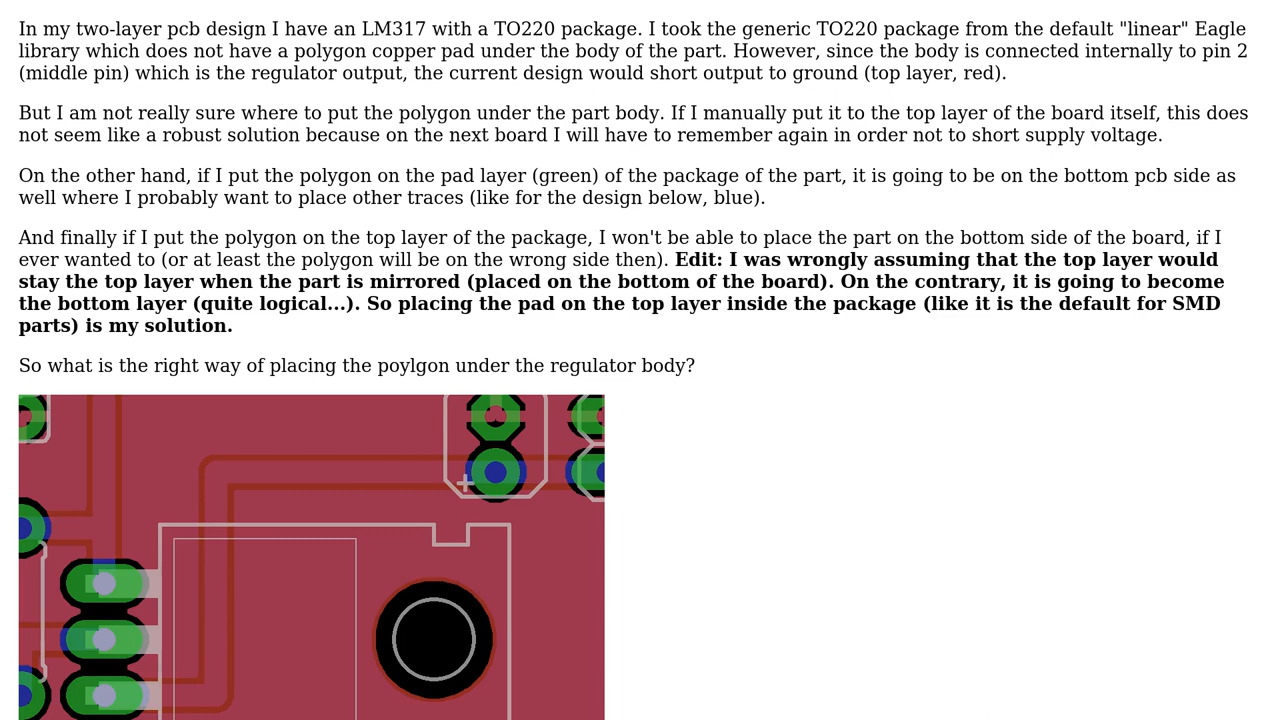 In my two-layer pcb design I have an LM317 with a TO220 package. I took the generic TO220 package from the default "linear" Eagle
library which does not have a polygon copper pad under the body of the part. However, since the body is connected internally to pin 2
(middle pin) which is the regulator output, the current design would short output to ground (top layer, red).
But I am not really sure where to put the polygon under the part body. If I manually put it to the top layer of the board itself, this does
not seem like a robust solution because on the next board I will have to remember again in order not to short supply voltage.
On the other hand, if I put the polygon on the pad layer (green) of the package of the part, it is going to be on the bottom pcb side as
well where I probably want to place other traces (like for the design below, blue).
And finally if I put the polygon on the top layer of the package, I won't be able to place the part on the bottom side of the board, if I
ever wanted to (or at least the polygon will be on the wrong side then). Edit: I was wrongly assuming that the top layer would
stay the top layer when the part is mirrored (placed on the bottom of the board). On the contrary, it is going to become
the bottom layer (quite logical...). So placing the pad on the top layer inside the package (like it is the default for SMD
parts) is my solution.
So what is the right way of placing the poylgon under the regulator body?
+